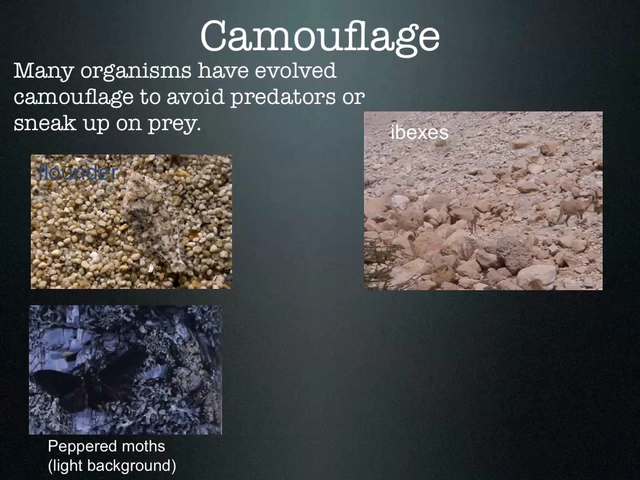 Camouflage
Many organisms have evolved
camouflage to avoid predators or
sneak up on prey.
ibexes
flounder
Peppered moths
(light background)